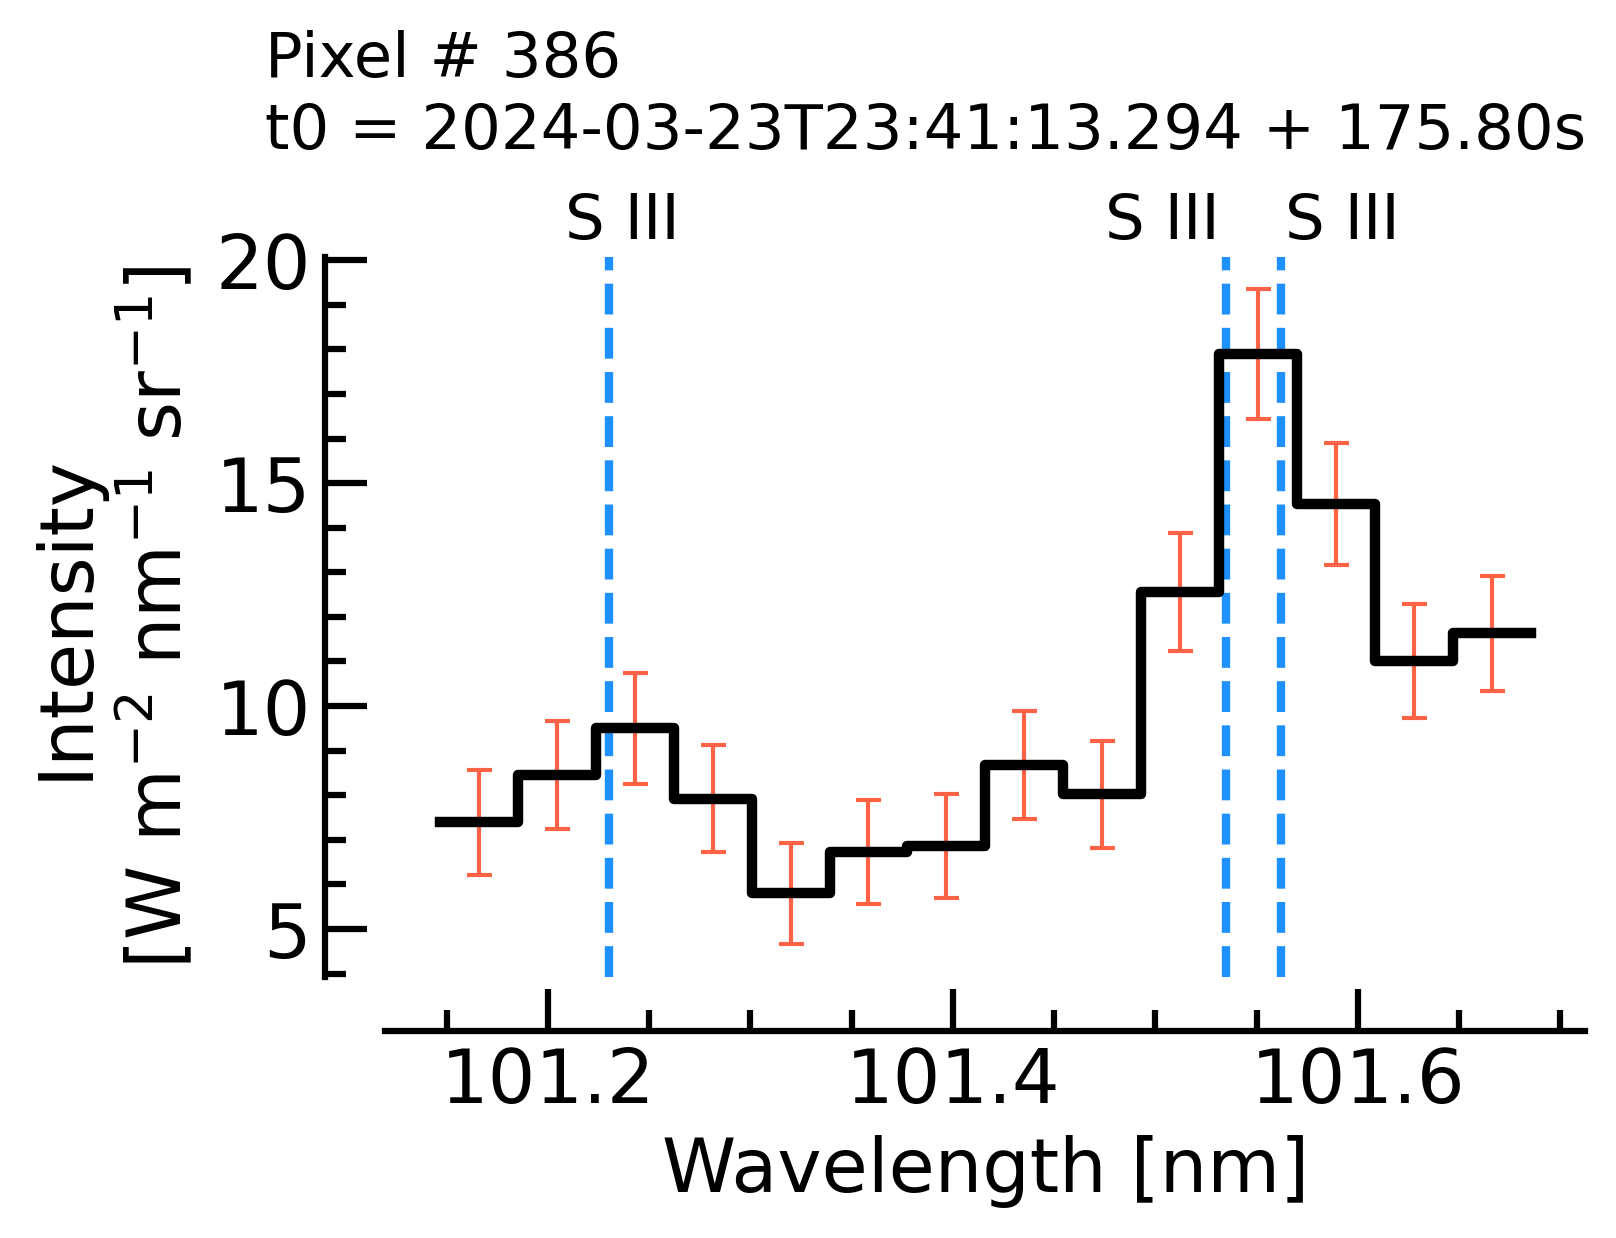 Pixel # 386
t0 = 2024-03-23T23:41:13.294 + 175.80s
S III S III S III
Intensity
[W m⁻² nm⁻¹ sr⁻¹]
20
15
10
5
101.2 101.4 101.6
Wavelength [nm]